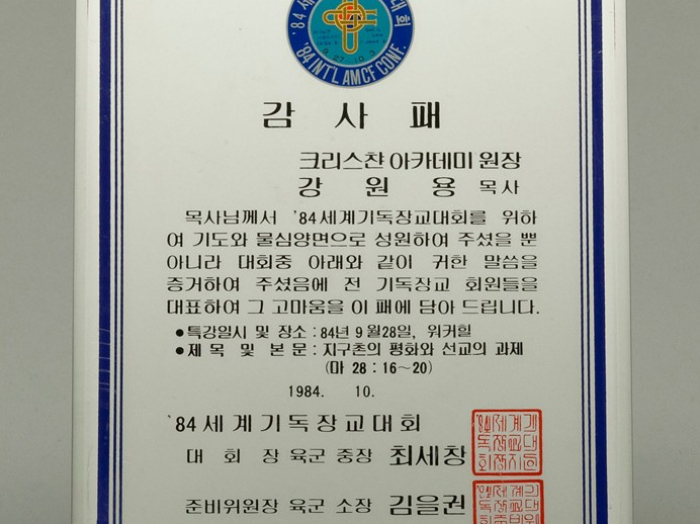 '84 세 대회
9.27-10.3
'84 INT'L AMCF CONF.
감 사 패
크리스챤 아카데미 원장
강 원 용 목사
목사님께서 '84세계기독장교대회를 위하
여 기도와 물심양면으로 성원하여 주셨을 뿐
아니라 대회중 아래와 같이 귀한 말씀을
증거하여 주셨음에 전 기독장교 회원들을
대표하여 그 고마움을 이 패에 담아 드립니다.
●특강일시 및 장소 : 84년 9월28일, 워커힐
●제 목 및 본 문 : 지구촌의 평화와 선교의 과제
(마 28 : 16~20)
1984. 10.
'84세계기독장교대회
대 회 장 육군 중장 최세창
준비위원장 육군 소장 김을권